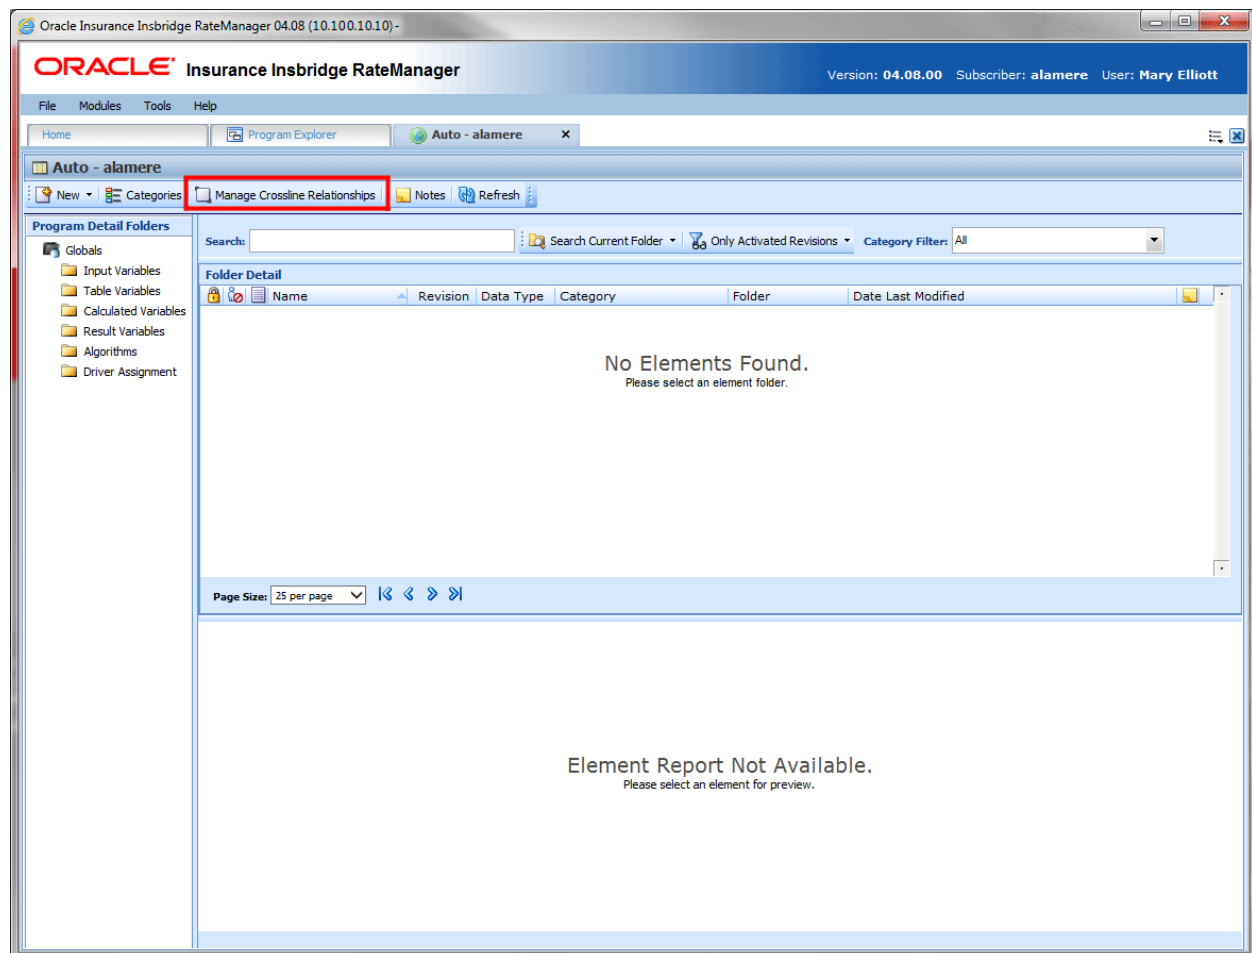 Oracle Insurance Insbridge RateManager 04.08 (10.100.10.10) -
ORACLE Insurance Insbridge RateManager
Version: 04.08.00 Subscriber: alamere User: Mary Elliott
File Modules Tools Help
Home Program Explorer Auto - alamere x
Auto - alamere
New Categories Manage Crossline Relationships Notes Refresh
Program Detail Folders
Globals
Input Variables
Table Variables
Calculated Variables
Result Variables
Algorithms
Driver Assignment
Search: Search Current Folder Only Activated Revisions Category Filter: All
Folder Detail
Name Revision Data Type Category Folder Date Last Modified
No Elements Found.
Please select an element folder.
Page Size: 25 per page
Element Report Not Available.
Please select an element for preview.